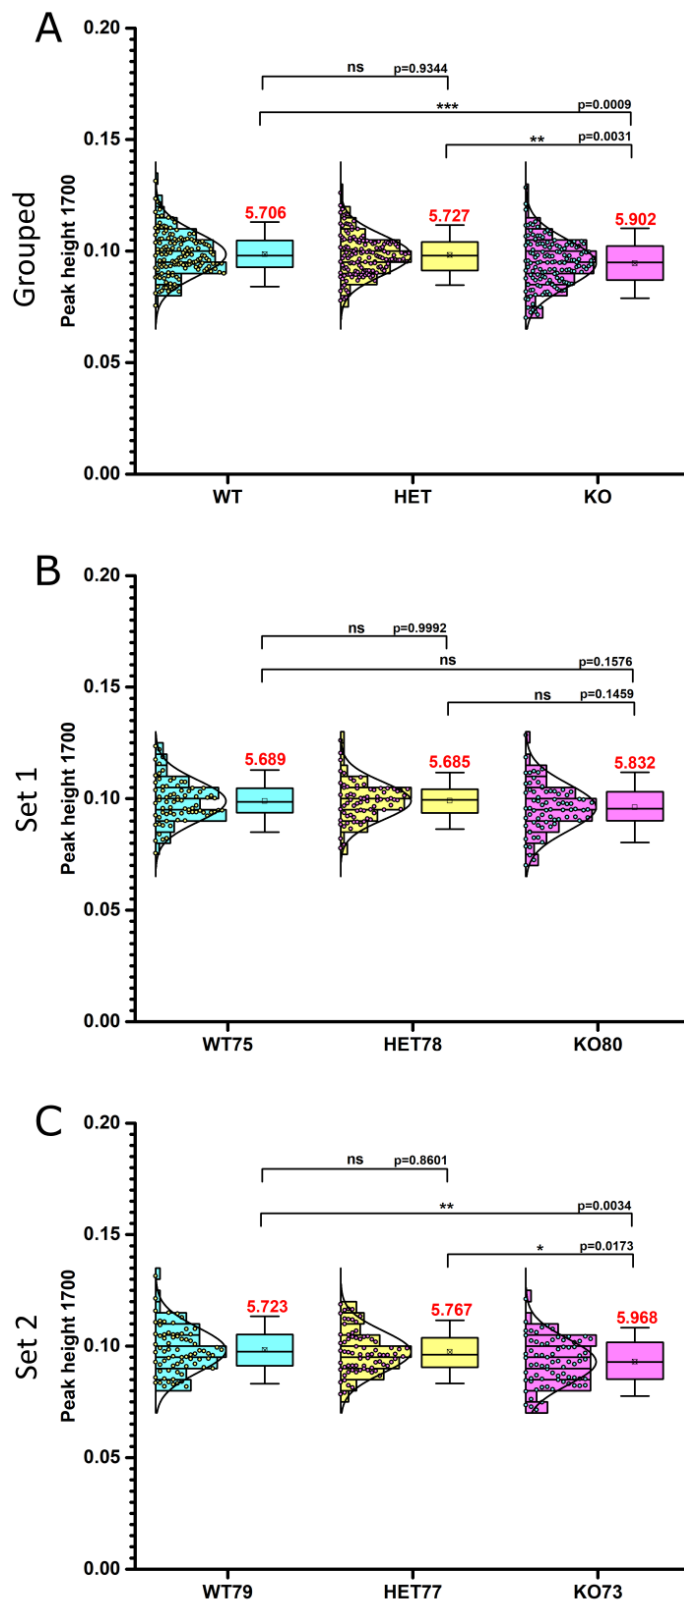 A
0.20
ns p=0.9344
*** p=0.0009
0.15
** p=0.0031
Grouped
Peak height 1700
5.706 5.727 5.902
0.10
0.05
0.00
WT HET KO
B
0.20
ns p=0.9992
ns p=0.1576
0.15
ns p=0.1459
Set 1
Peak height 1700
5.689 5.685 5.832
0.10
0.05
0.00
WT75 HET78 KO80
C
0.20
ns p=0.8601
** p=0.0034
0.15
* p=0.0173
Set 2
Peak height 1700
5.723 5.767 5.968
0.10
0.05
0.00
WT79 HET77 KO73